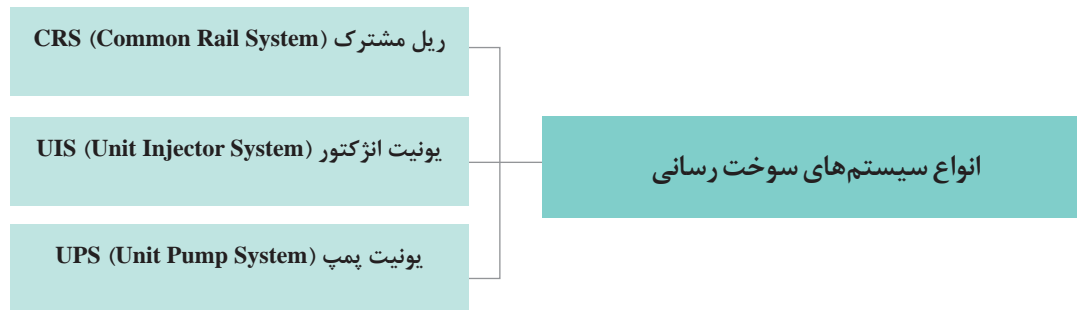 انواع سیستم‌های سوخت رسانی
ریل مشترک CRS (Common Rail System)
یونیت انژکتور UIS (Unit Injector System)
یونیت پمپ UPS (Unit Pump System)